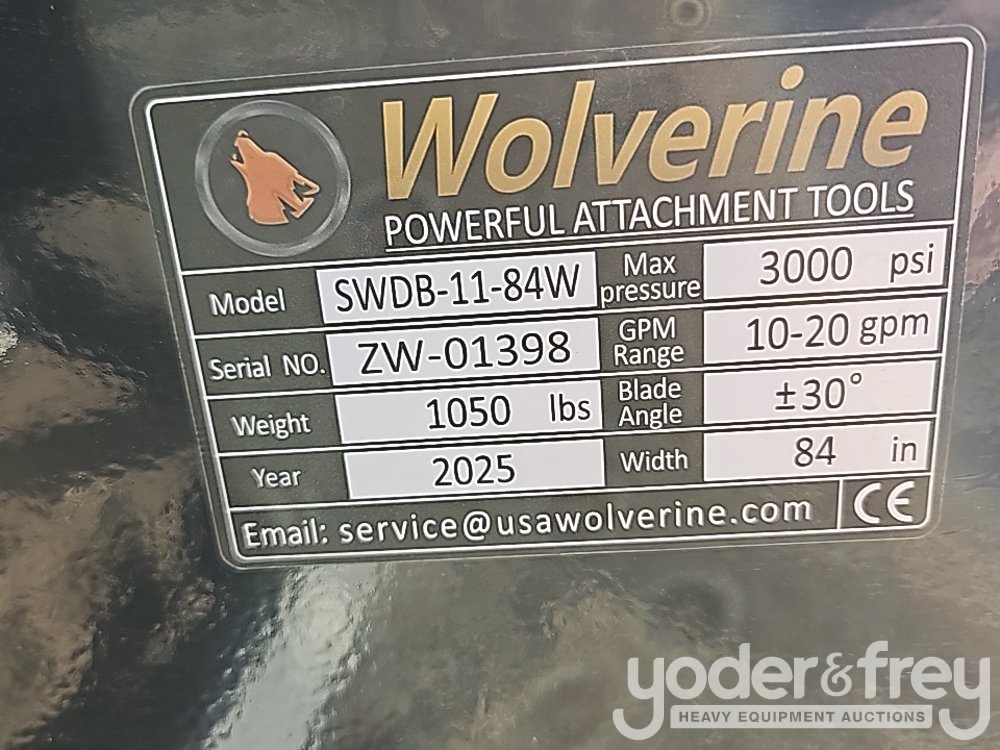 Wolverine
POWERFUL ATTACHMENT TOOLS
Model SWDB-11-84W Max pressure 3000 psi
Serial NO. ZW-01398 GPM Range 10-20 gpm
Weight 1050 lbs Blade Angle ±30°
Year 2025 Width 84 in
Email: service@usawolverine.com CE
yoder&frey
HEAVY EQUIPMENT AUCTIONS